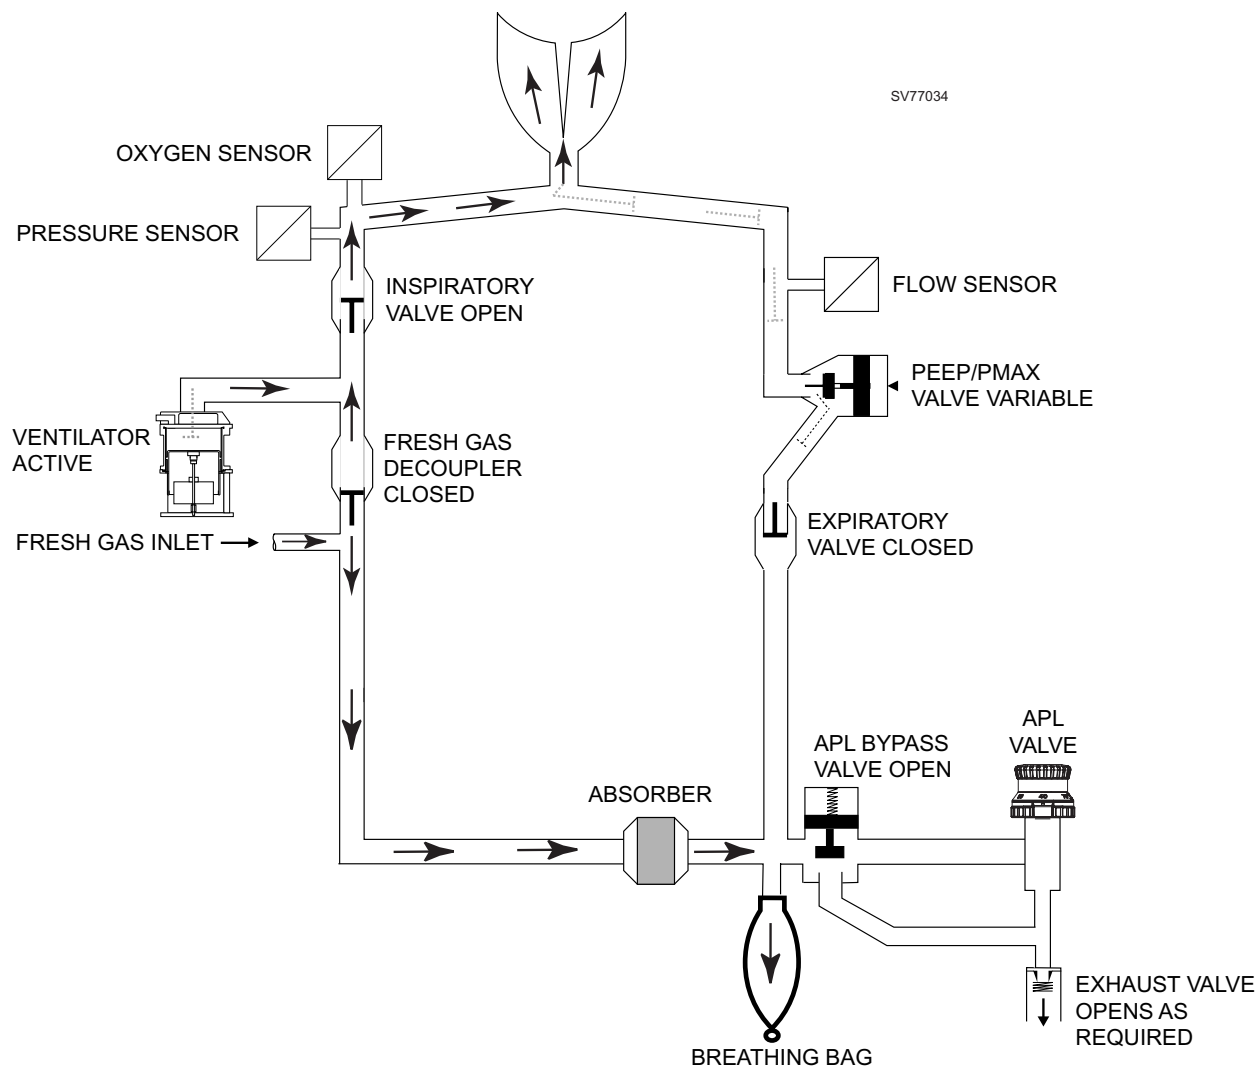 SV77034
OXYGEN SENSOR
PRESSURE SENSOR
INSPIRATORY
VALVE OPEN
FLOW SENSOR
PEEP/PMAX
VALVE VARIABLE
VENTILATOR
ACTIVE
FRESH GAS
DECOUPLER
CLOSED
FRESH GAS INLET
EXPIRATORY
VALVE CLOSED
APL BYPASS
VALVE OPEN
APL
VALVE
ABSORBER
EXHAUST VALVE
OPENS AS
REQUIRED
BREATHING BAG